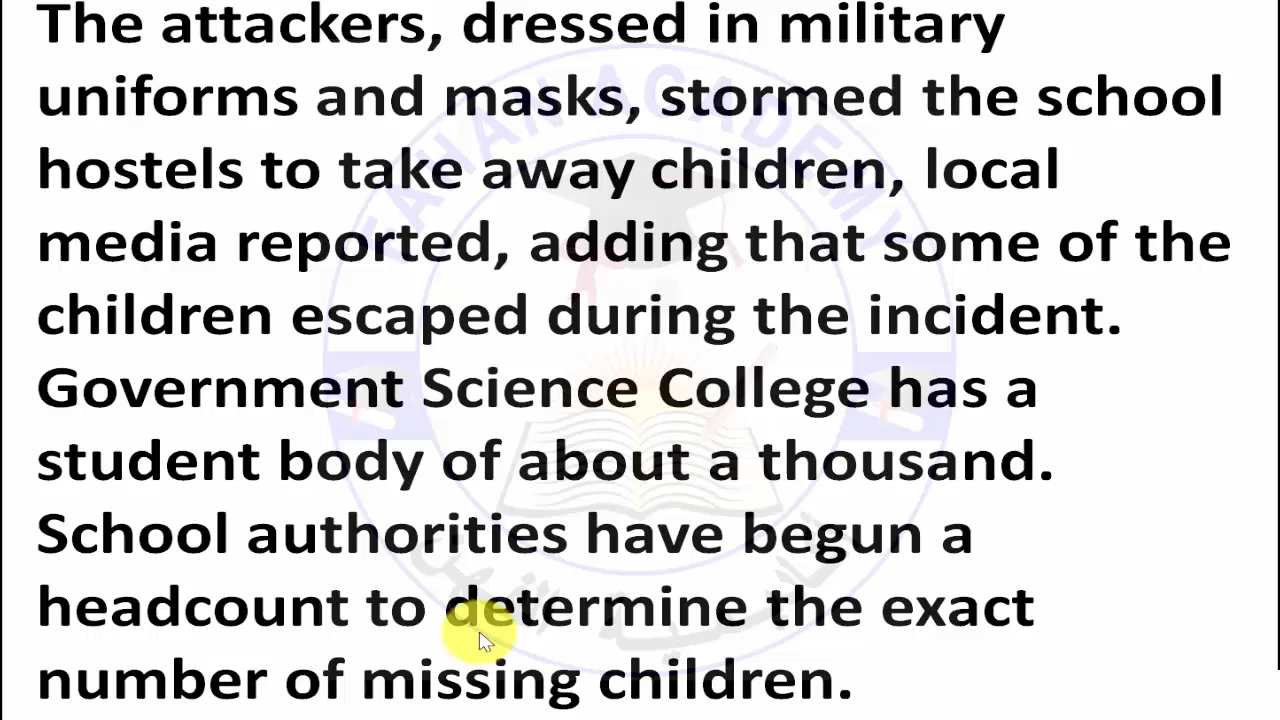 The attackers, dressed in military
uniforms and masks, stormed the school
hostels to take away children, local
media reported, adding that some of the
children escaped during the incident.
Government Science College has a
student body of about a thousand.
School authorities have begun a
headcount to determine the exact
number of missing children.
ACADEMY